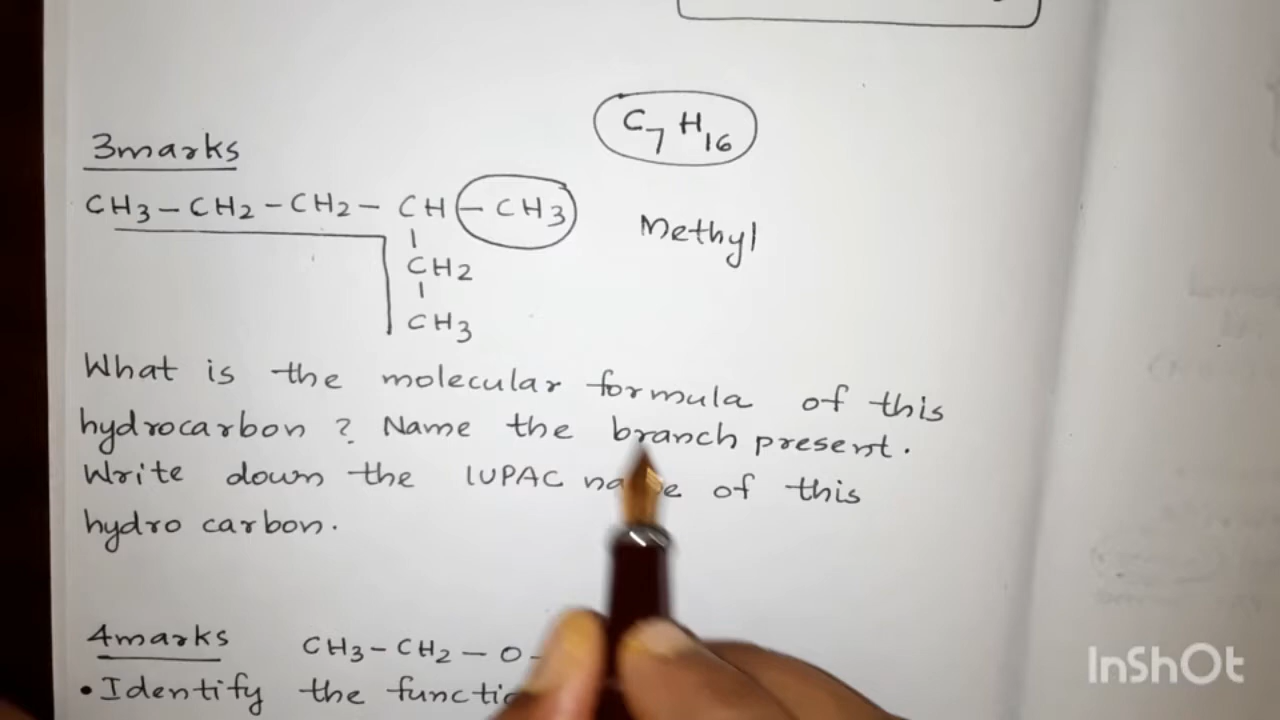 C7H16
3marks
CH3-CH2-CH2-CH-CH3
Methyl
CH2
CH3
What is the molecular formula of this
hydrocarbon? Name the branch present.
Write down the IUPAC name of this
hydro carbon.
4marks CH3-CH2-O-
• Identify the
InShOt